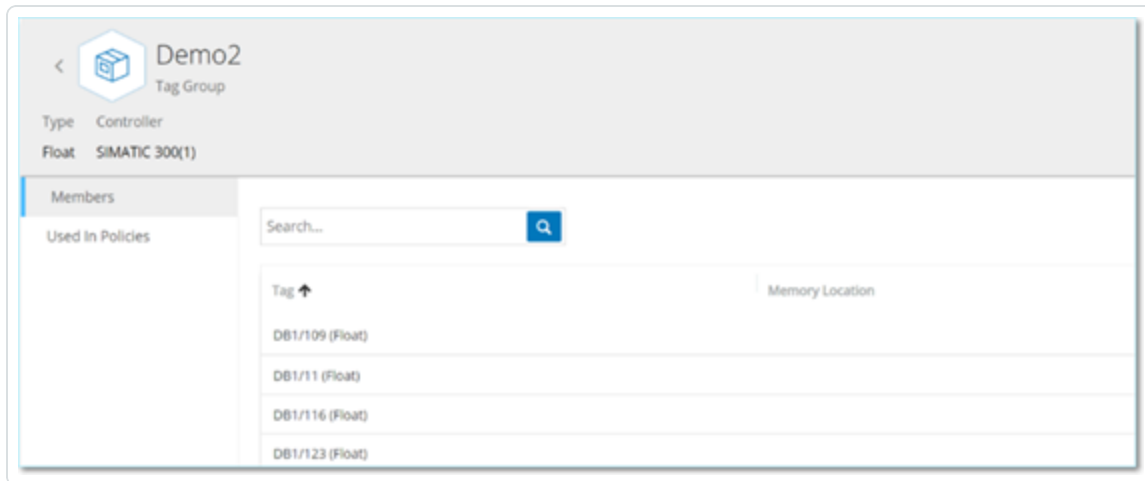 Demo2
Tag Group
Type Controller
Float SIMATIC 300(1)
Members
Used In Policies
Search...
Tag Memory Location
DB1/109 (Float)
DB1/11 (Float)
DB1/116 (Float)
DB1/123 (Float)